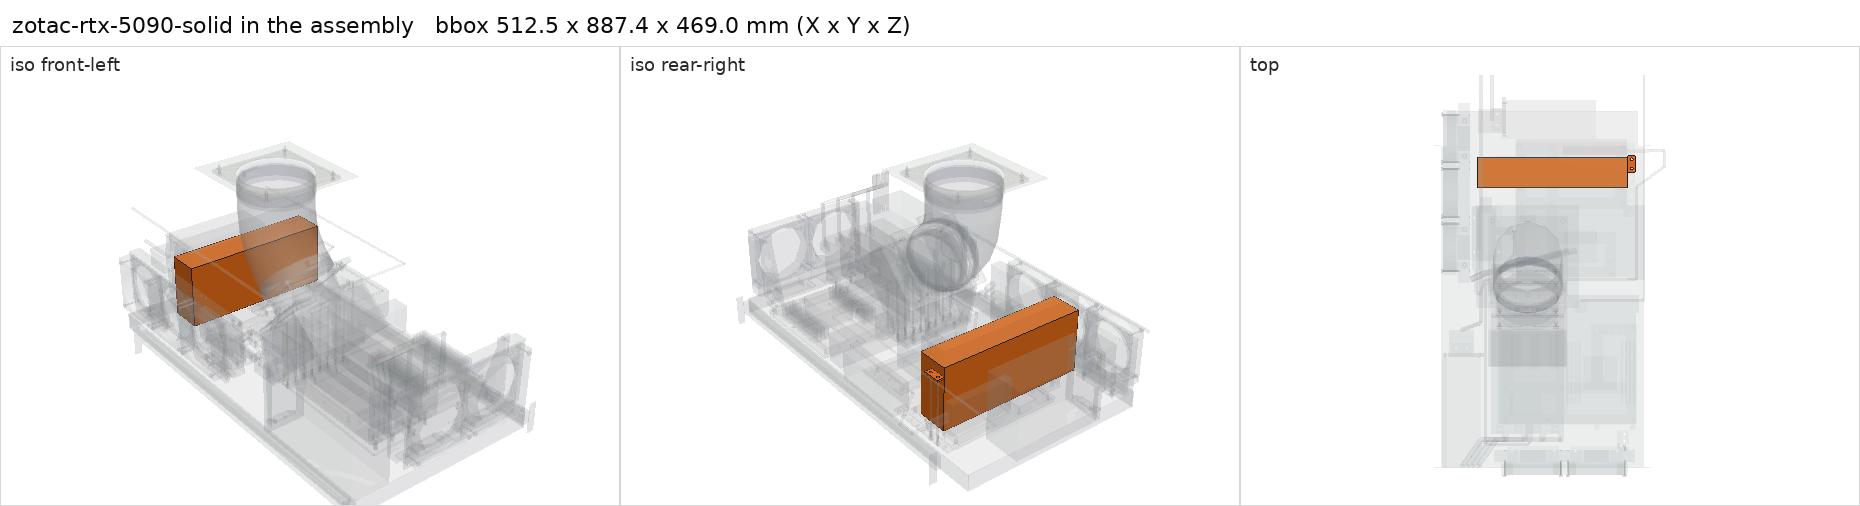 zotac-rtx-5090-solid in the assembly   bbox 512.5 x 887.4 x 469.0 mm (X x Y x Z)
iso front-left
iso rear-right
top